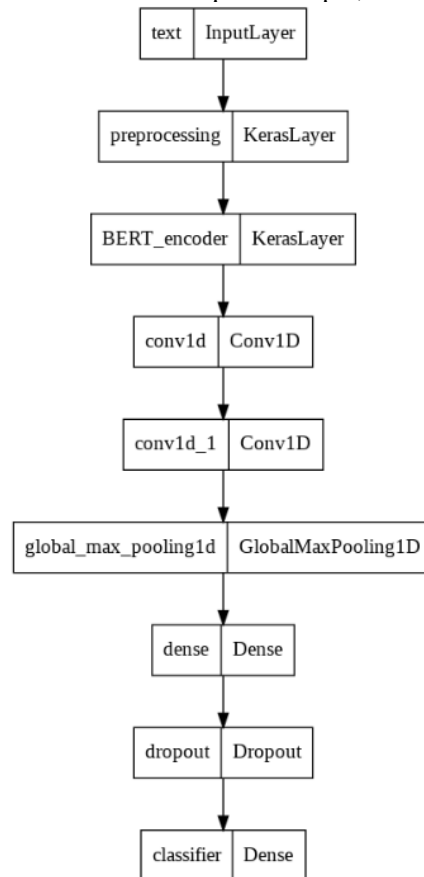 text InputLayer
preprocessing KerasLayer
BERT_encoder KerasLayer
conv1d Conv1D
conv1d_1 Conv1D
global_max_pooling1d GlobalMaxPooling1D
dense Dense
dropout Dropout
classifier Dense